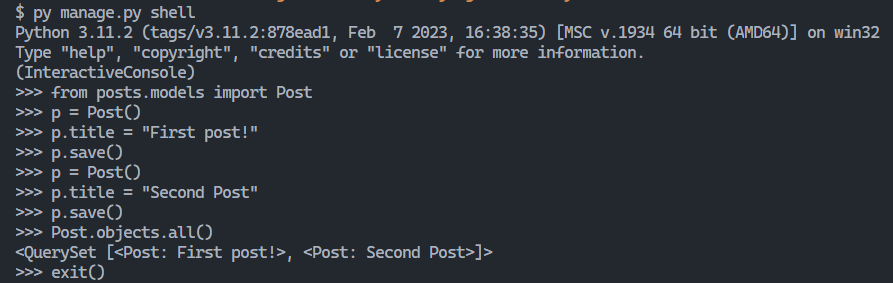 $ py manage.py shell
Python 3.11.2 (tags/v3.11.2:878ead1, Feb  7 2023, 16:38:35) [MSC v.1934 64 bit (AMD64)] on win32
Type "help", "copyright", "credits" or "license" for more information.
(InteractiveConsole)
>>> from posts.models import Post
>>> p = Post()
>>> p.title = "First post!"
>>> p.save()
>>> p = Post()
>>> p.title = "Second Post"
>>> p.save()
>>> Post.objects.all()
<QuerySet [<Post: First post!>, <Post: Second Post>]>
>>> exit()